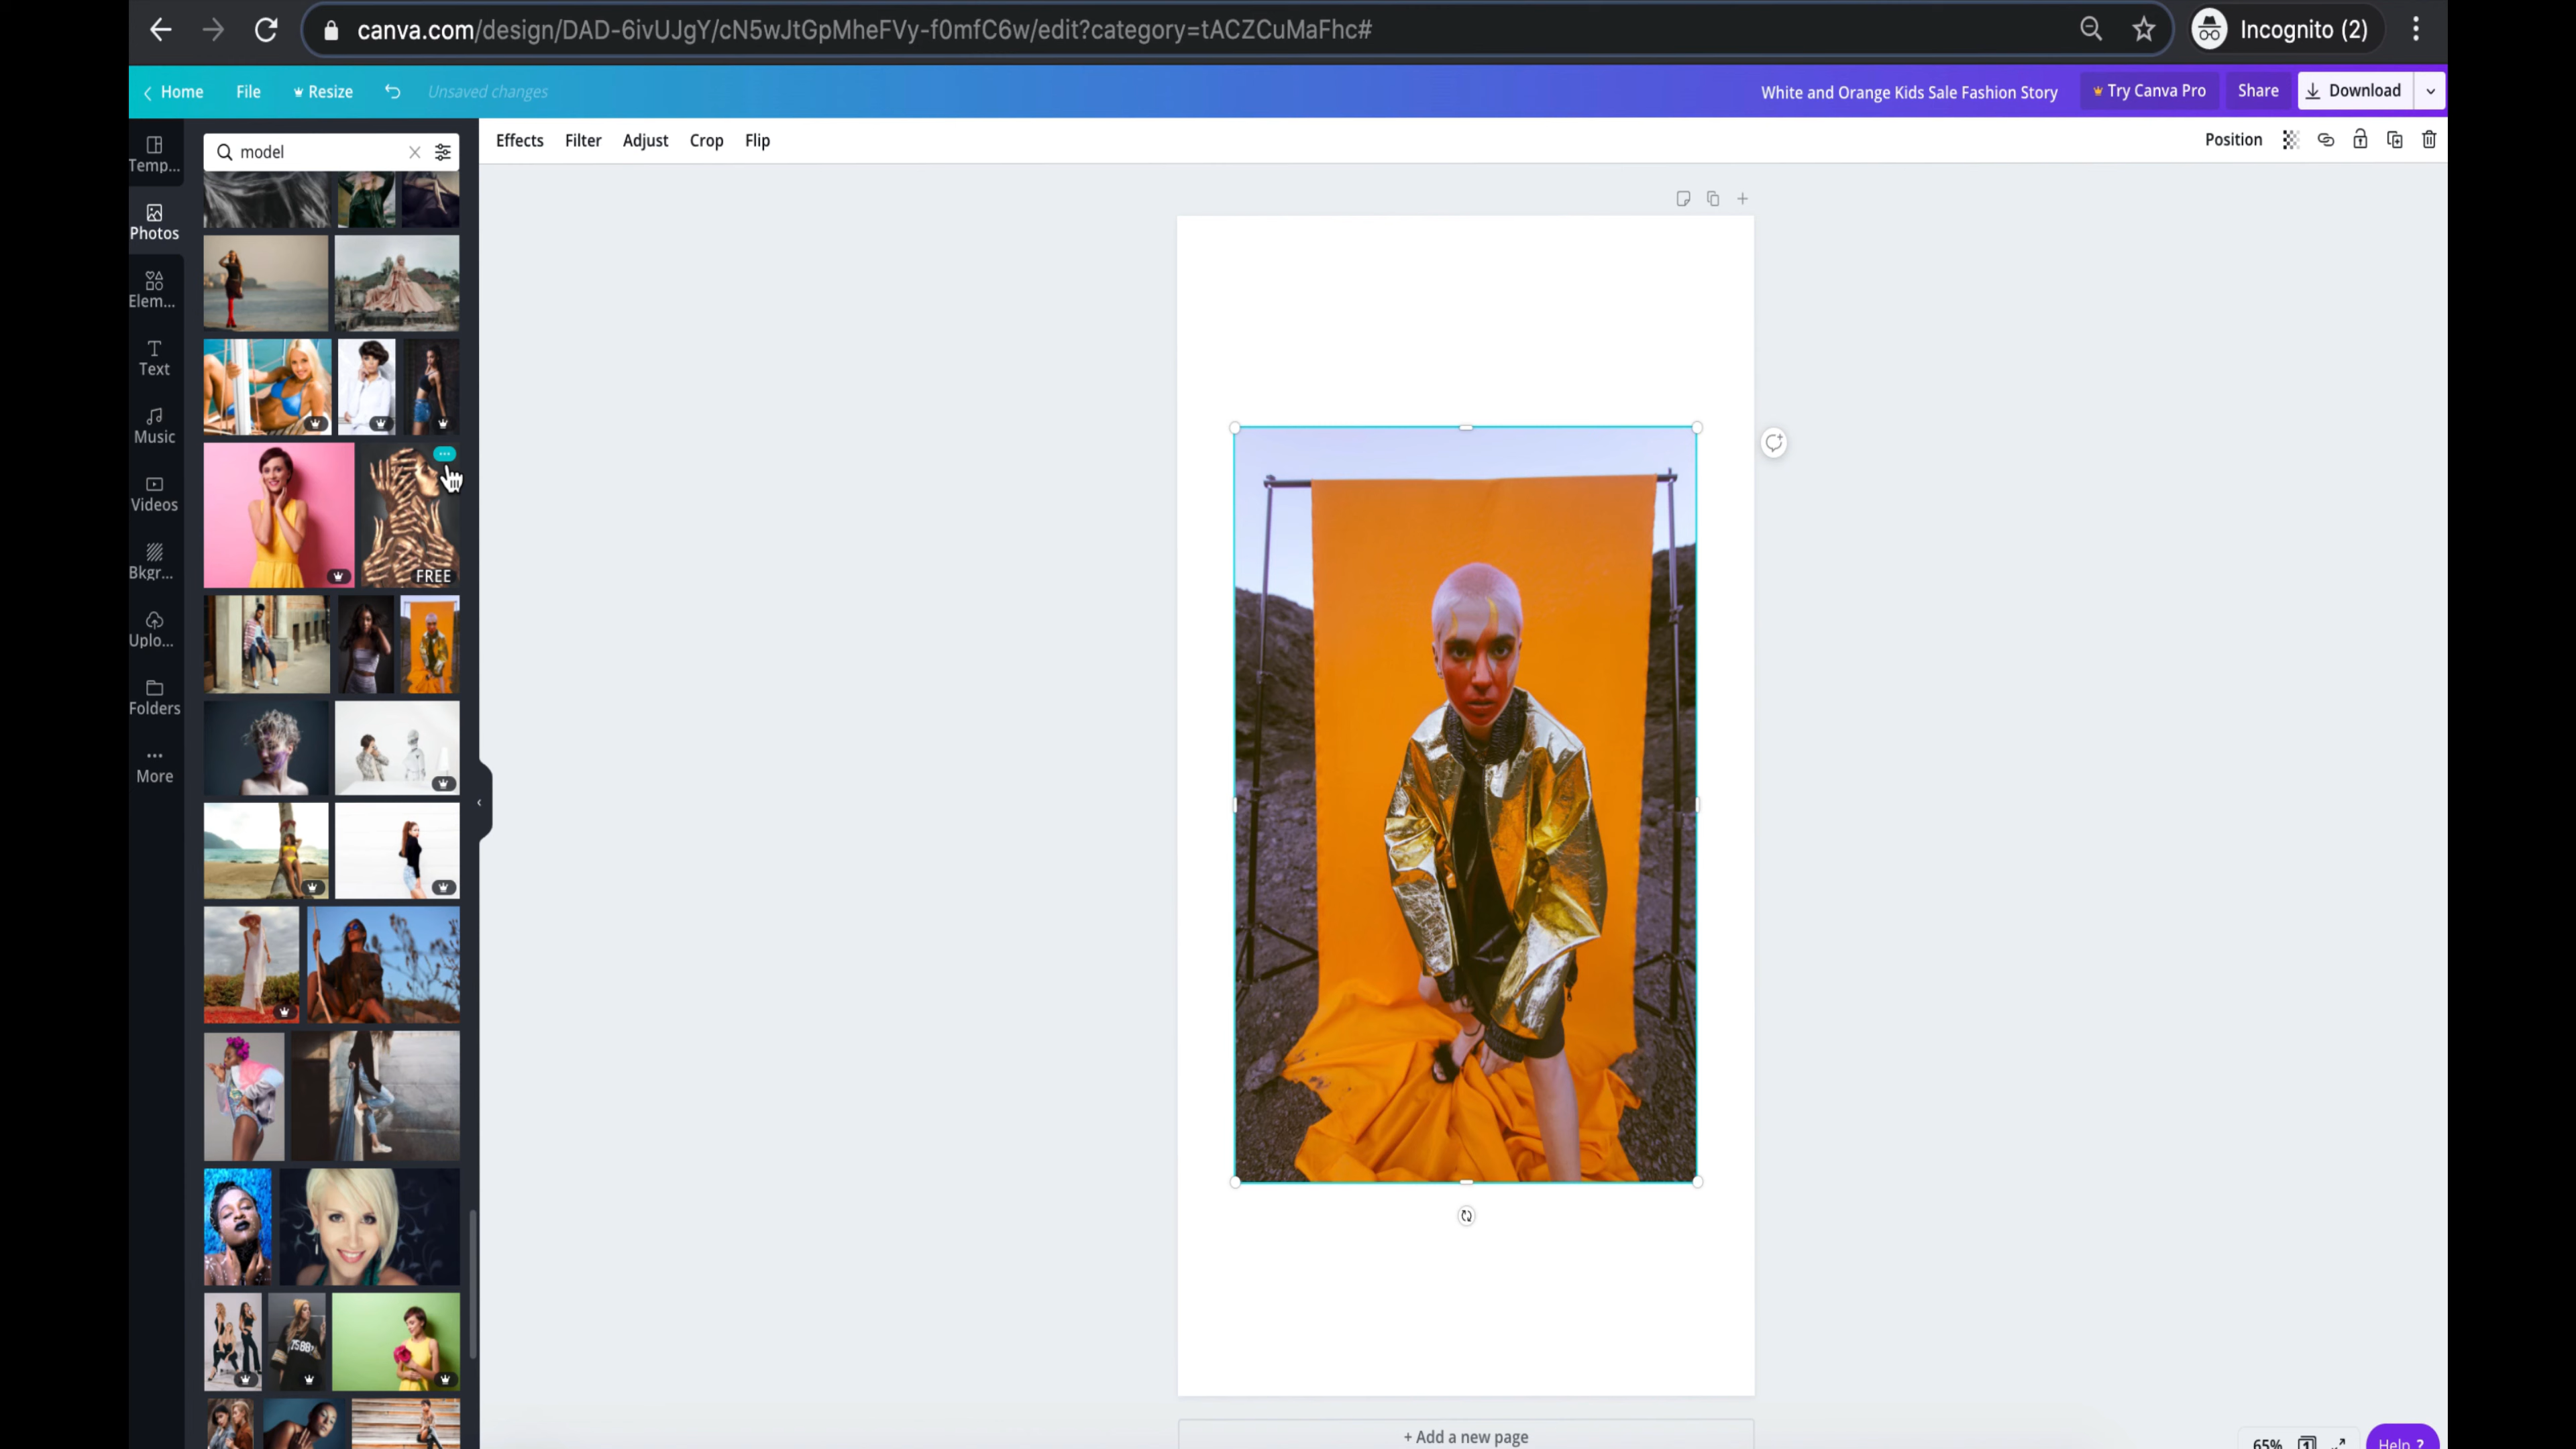 canva.com/design/DAD-6ivUJgY/cN5wJtGpMheFVy-f0mfC6w/edit?category=tACZCuMaFhc#
Incognito (2)
Home File Resize Unsaved changes White and Orange Kids Sale Fashion Story Try Canva Pro Share Download
model Effects Filter Adjust Crop Flip Position
Temp...
Photos
Elem...
Text
Music
Videos
Bkgr...
FREE
Uplo...
Folders
More
+ Add a new page
65% 1 Help ?